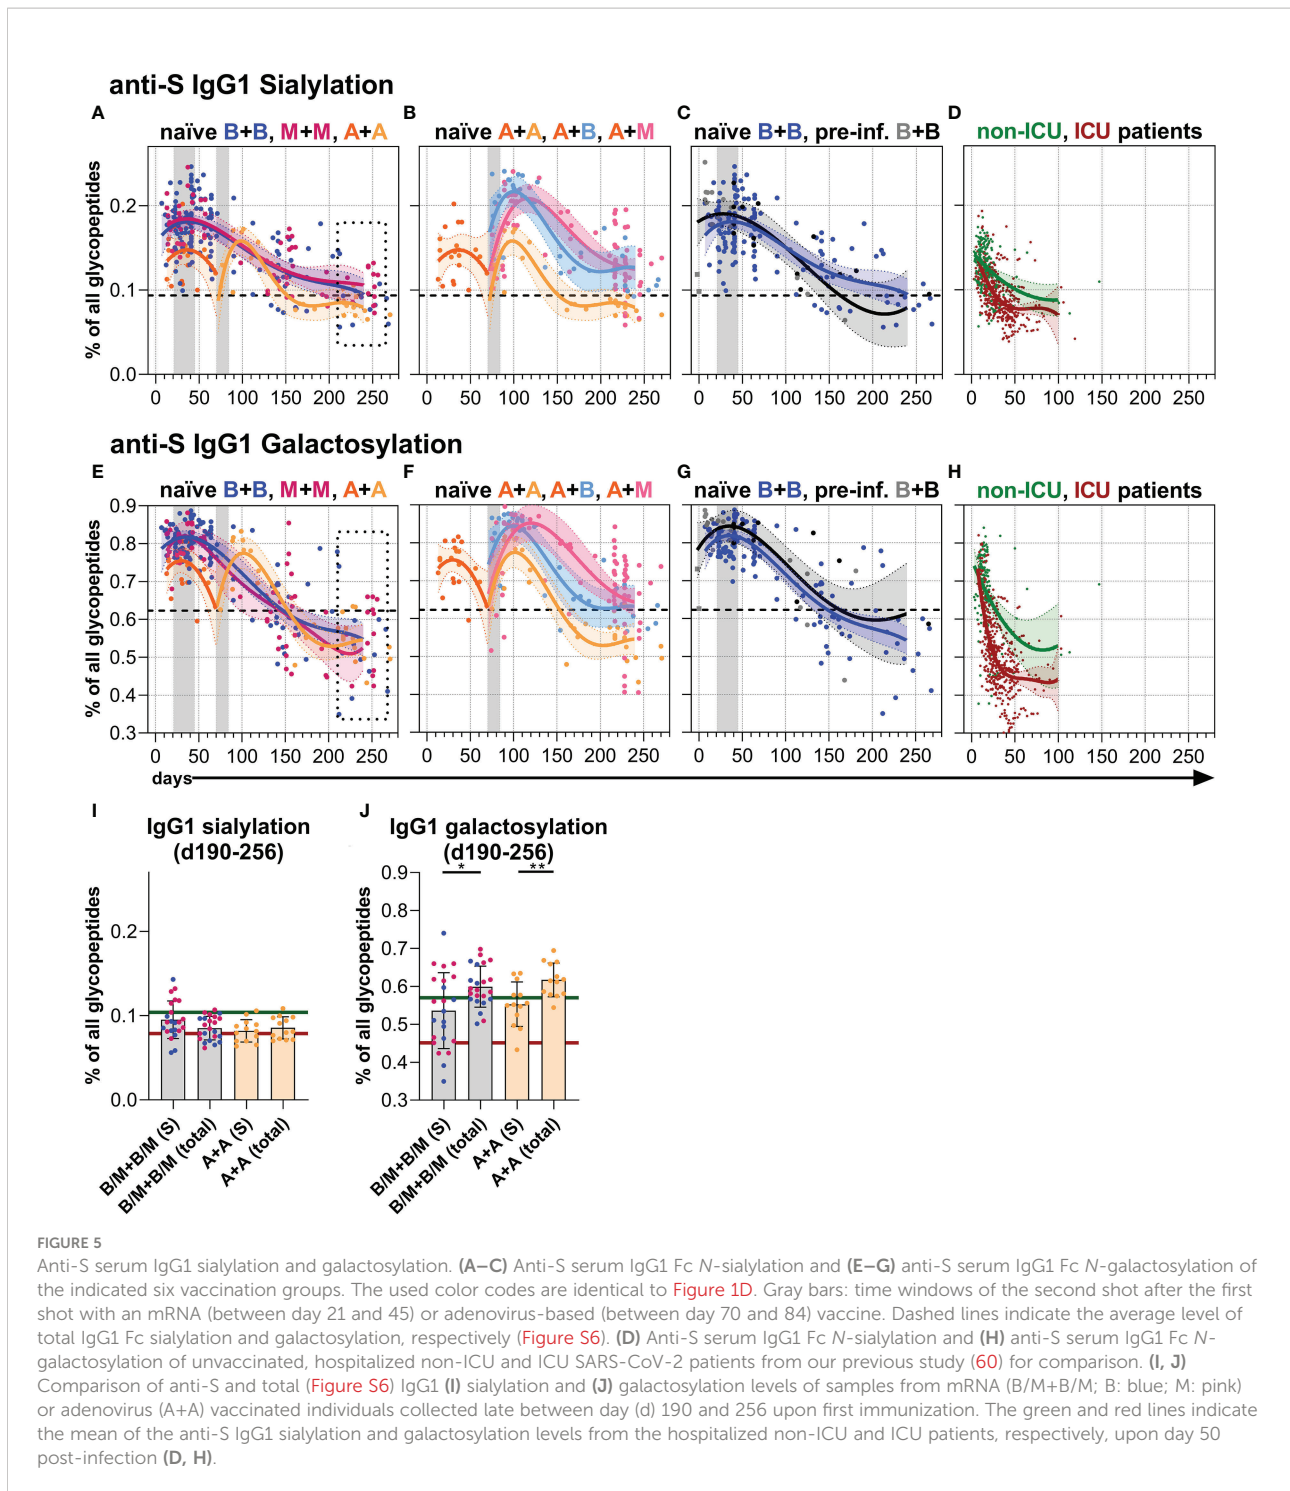 anti-S IgG1 Sialylation
A B C D
naïve B+B, M+M, A+A naïve A+A, A+B, A+M naïve B+B, pre-inf. B+B non-ICU, ICU patients
% of all glycopeptides
0.2
0.1
0.0
0 50 100 150 200 250 0 50 100 150 200 250 0 50 100 150 200 250 0 50 100 150 200 250
anti-S IgG1 Galactosylation
E F G H
naïve B+B, M+M, A+A naïve A+A, A+B, A+M naïve B+B, pre-inf. B+B non-ICU, ICU patients
% of all glycopeptides
0.9
0.8
0.7
0.6
0.5
0.4
0.3
0 50 100 150 200 250 0 50 100 150 200 250 0 50 100 150 200 250 0 50 100 150 200 250
days
I
IgG1 sialylation
(d190-256)
% of all glycopeptides
0.2
0.1
0.0
B/M+B/M (S)
B/M+B/M (total)
A+A (S)
A+A (total)
J
IgG1 galactosylation
(d190-256)
* **
% of all glycopeptides
0.9
0.8
0.7
0.6
0.5
0.4
0.3
B/M+B/M (S)
B/M+B/M (total)
A+A (S)
A+A (total)
FIGURE 5
Anti-S serum IgG1 sialylation and galactosylation. (A–C) Anti-S serum IgG1 Fc N-sialylation and (E–G) anti-S serum IgG1 Fc N-galactosylation of
the indicated six vaccination groups. The used color codes are identical to Figure 1D. Gray bars: time windows of the second shot after the first
shot with an mRNA (between day 21 and 45) or adenovirus-based (between day 70 and 84) vaccine. Dashed lines indicate the average level of
total IgG1 Fc sialylation and galactosylation, respectively (Figure S6). (D) Anti-S serum IgG1 Fc N-sialylation and (H) anti-S serum IgG1 Fc N-
galactosylation of unvaccinated, hospitalized non-ICU and ICU SARS-CoV-2 patients from our previous study (60) for comparison. (I, J)
Comparison of anti-S and total (Figure S6) IgG1 (I) sialylation and (J) galactosylation levels of samples from mRNA (B/M+B/M; B: blue; M: pink)
or adenovirus (A+A) vaccinated individuals collected late between day (d) 190 and 256 upon first immunization. The green and red lines indicate
the mean of the anti-S IgG1 sialylation and galactosylation levels from the hospitalized non-ICU and ICU patients, respectively, upon day 50
post-infection (D, H).